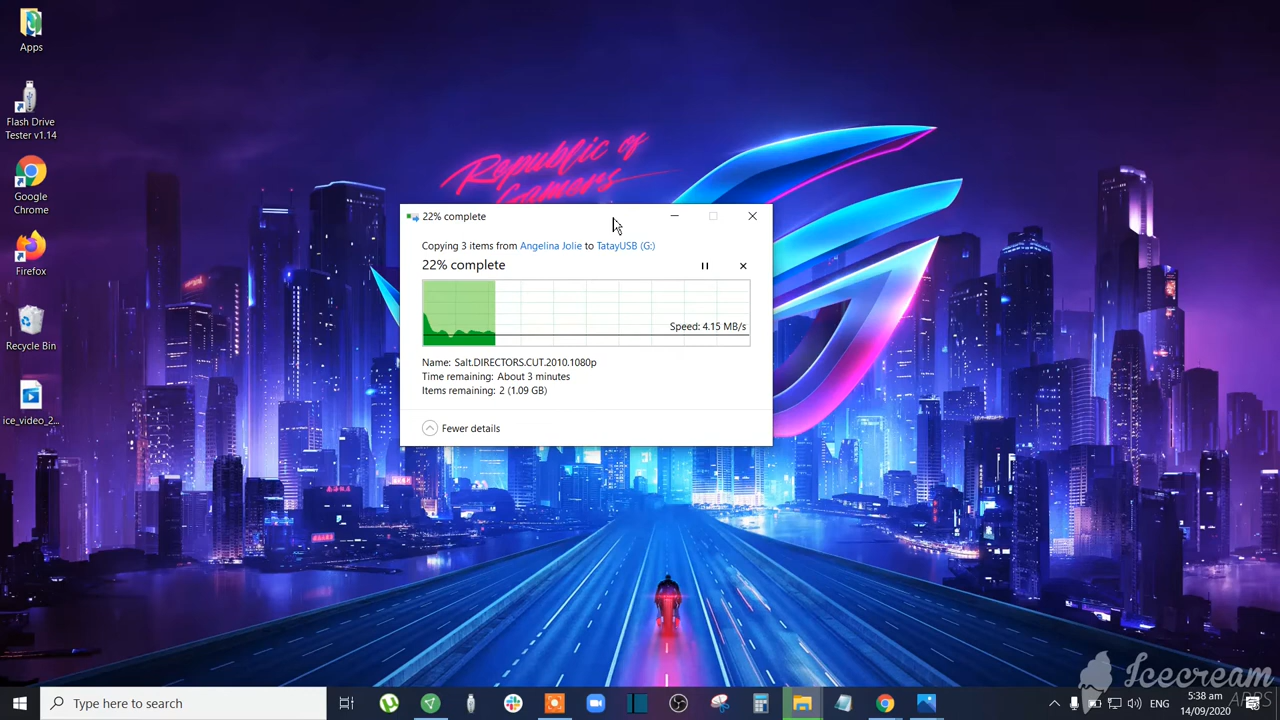 Apps
Flash Drive
Tester v1.14
Google
Chrome
Firefox
Recycle Bin
ice_video_2...
Republic of
Gamers
22% complete
Copying 3 items from Angelina Jolie to TatayUSB (G:)
22% complete
Speed: 4.15 MB/s
Name: Salt.DIRECTORS.CUT.2010.1080p
Time remaining: About 3 minutes
Items remaining: 2 (1.09 GB)
Fewer details
Icecream
APPS
Type here to search
ENG
5:38 am
14/09/2020